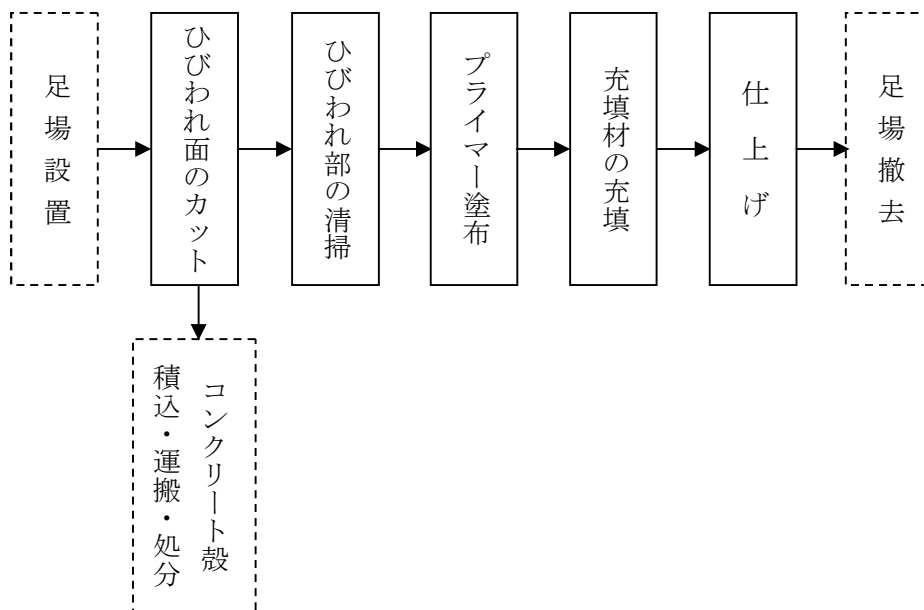 足場設置
ひびわれ面のカット
ひびわれ部の清掃
プライマー塗布
充填材の充填
仕上げ
足場撤去
コンクリート殻
積込・運搬・処分